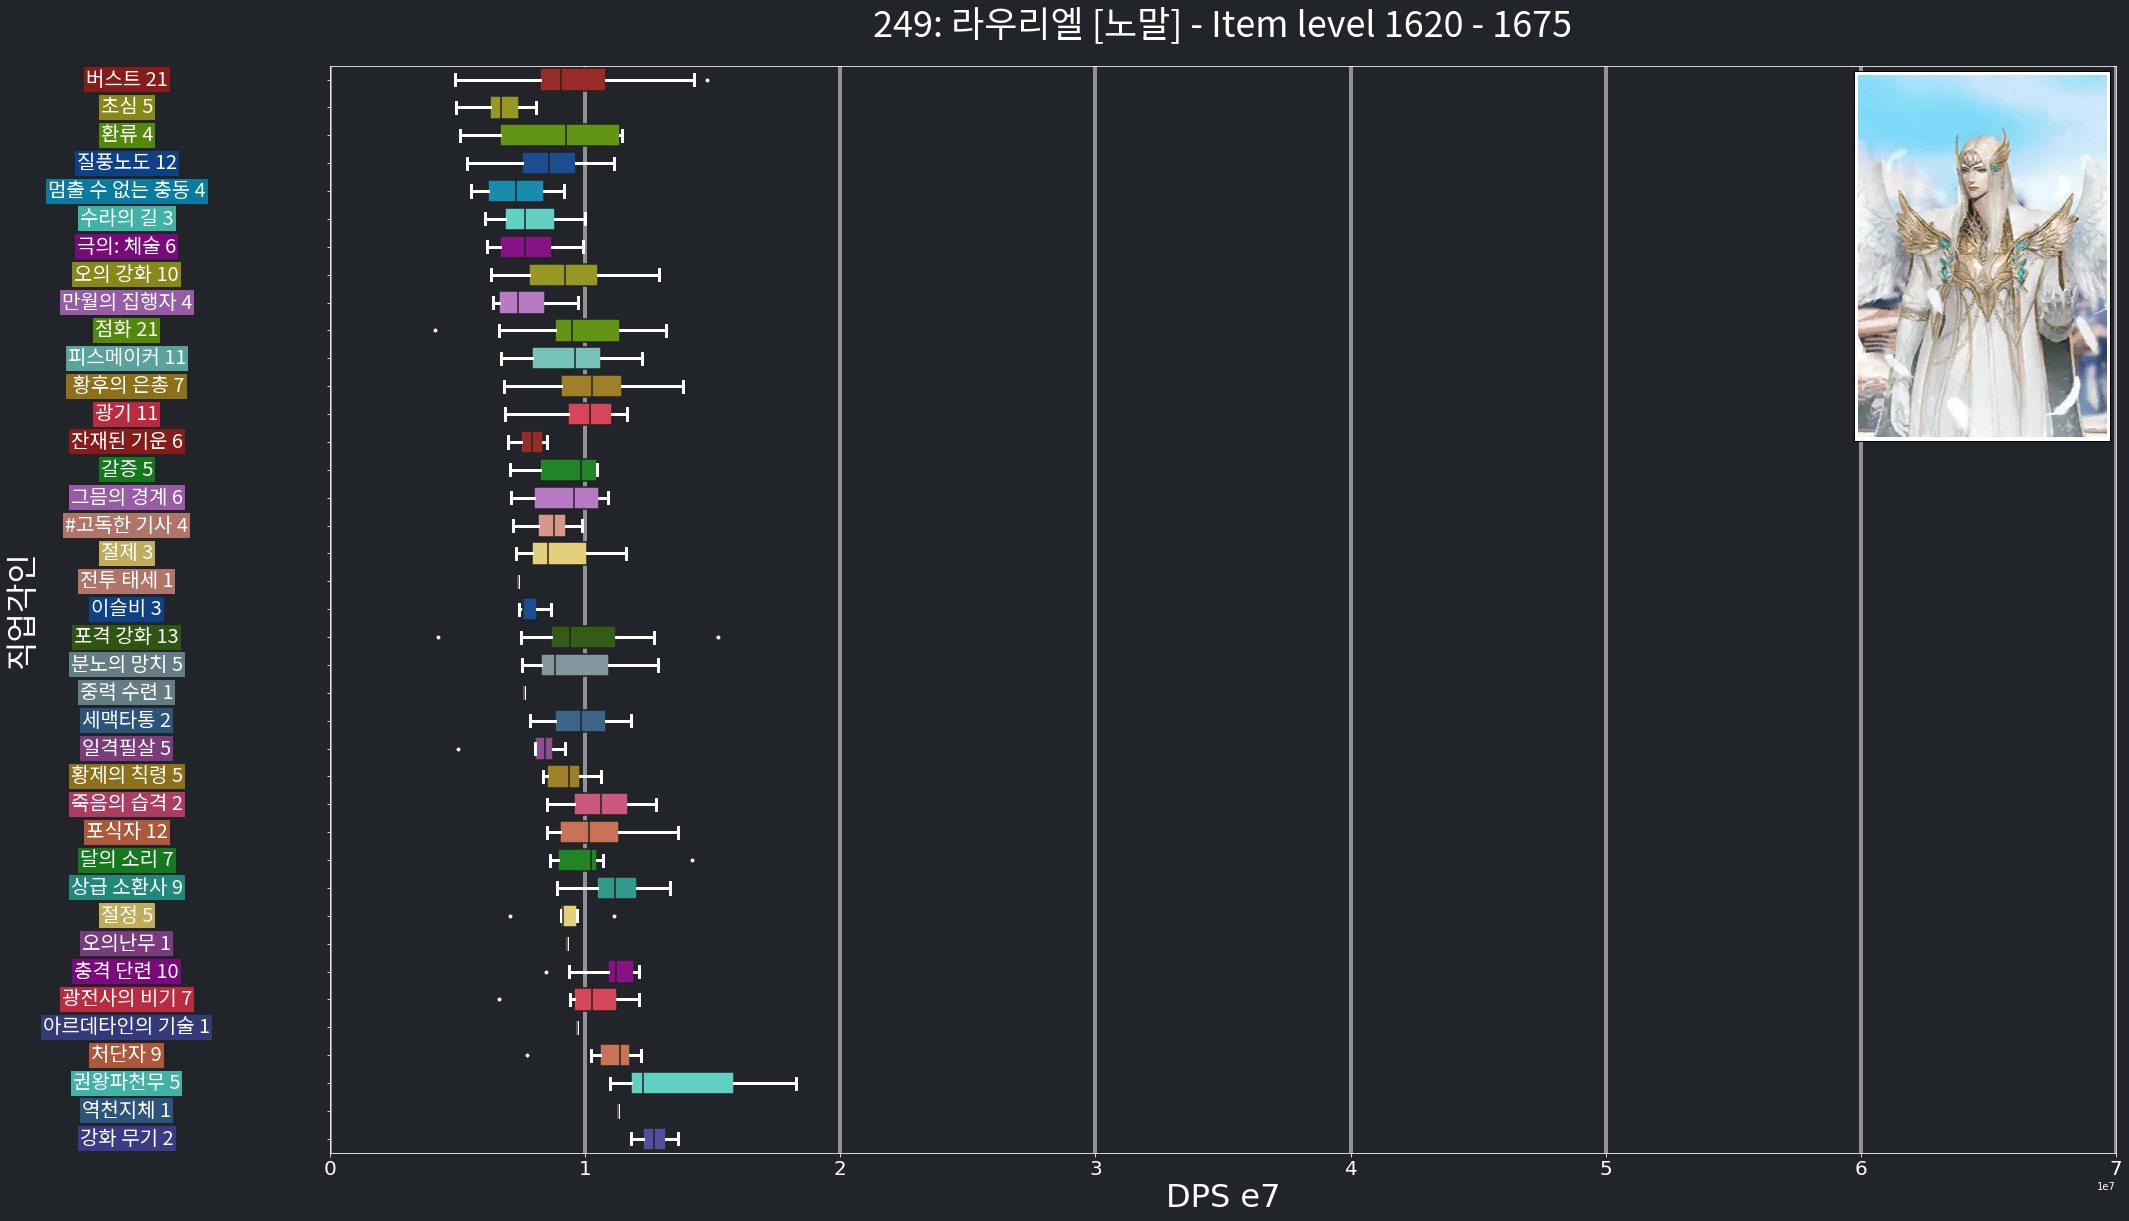 249: 라우리엘 [노말] - Item level 1620 - 1675
버스트 21
초심 5
환류 4
질풍노도 12
멈출 수 없는 충동 4
수라의 길 3
극의: 체술 6
오의 강화 10
만월의 집행자 4
점화 21
피스메이커 11
황후의 은총 7
광기 11
잔재된 기운 6
갈증 5
그믐의 경계 6
#고독한 기사 4
절제 3
전투 태세 1
이슬비 3
포격 강화 13
분노의 망치 5
중력 수련 1
세맥타통 2
일격필살 5
황제의 칙령 5
죽음의 습격 2
포식자 12
달의 소리 7
상급 소환사 9
절정 5
오의난무 1
충격 단련 10
광전사의 비기 7
아르데타인의 기술 1
처단자 9
권왕파천무 5
역천지체 1
강화 무기 2
직업각인
0 1 2 3 4 5 6 7
1e7
DPS e7